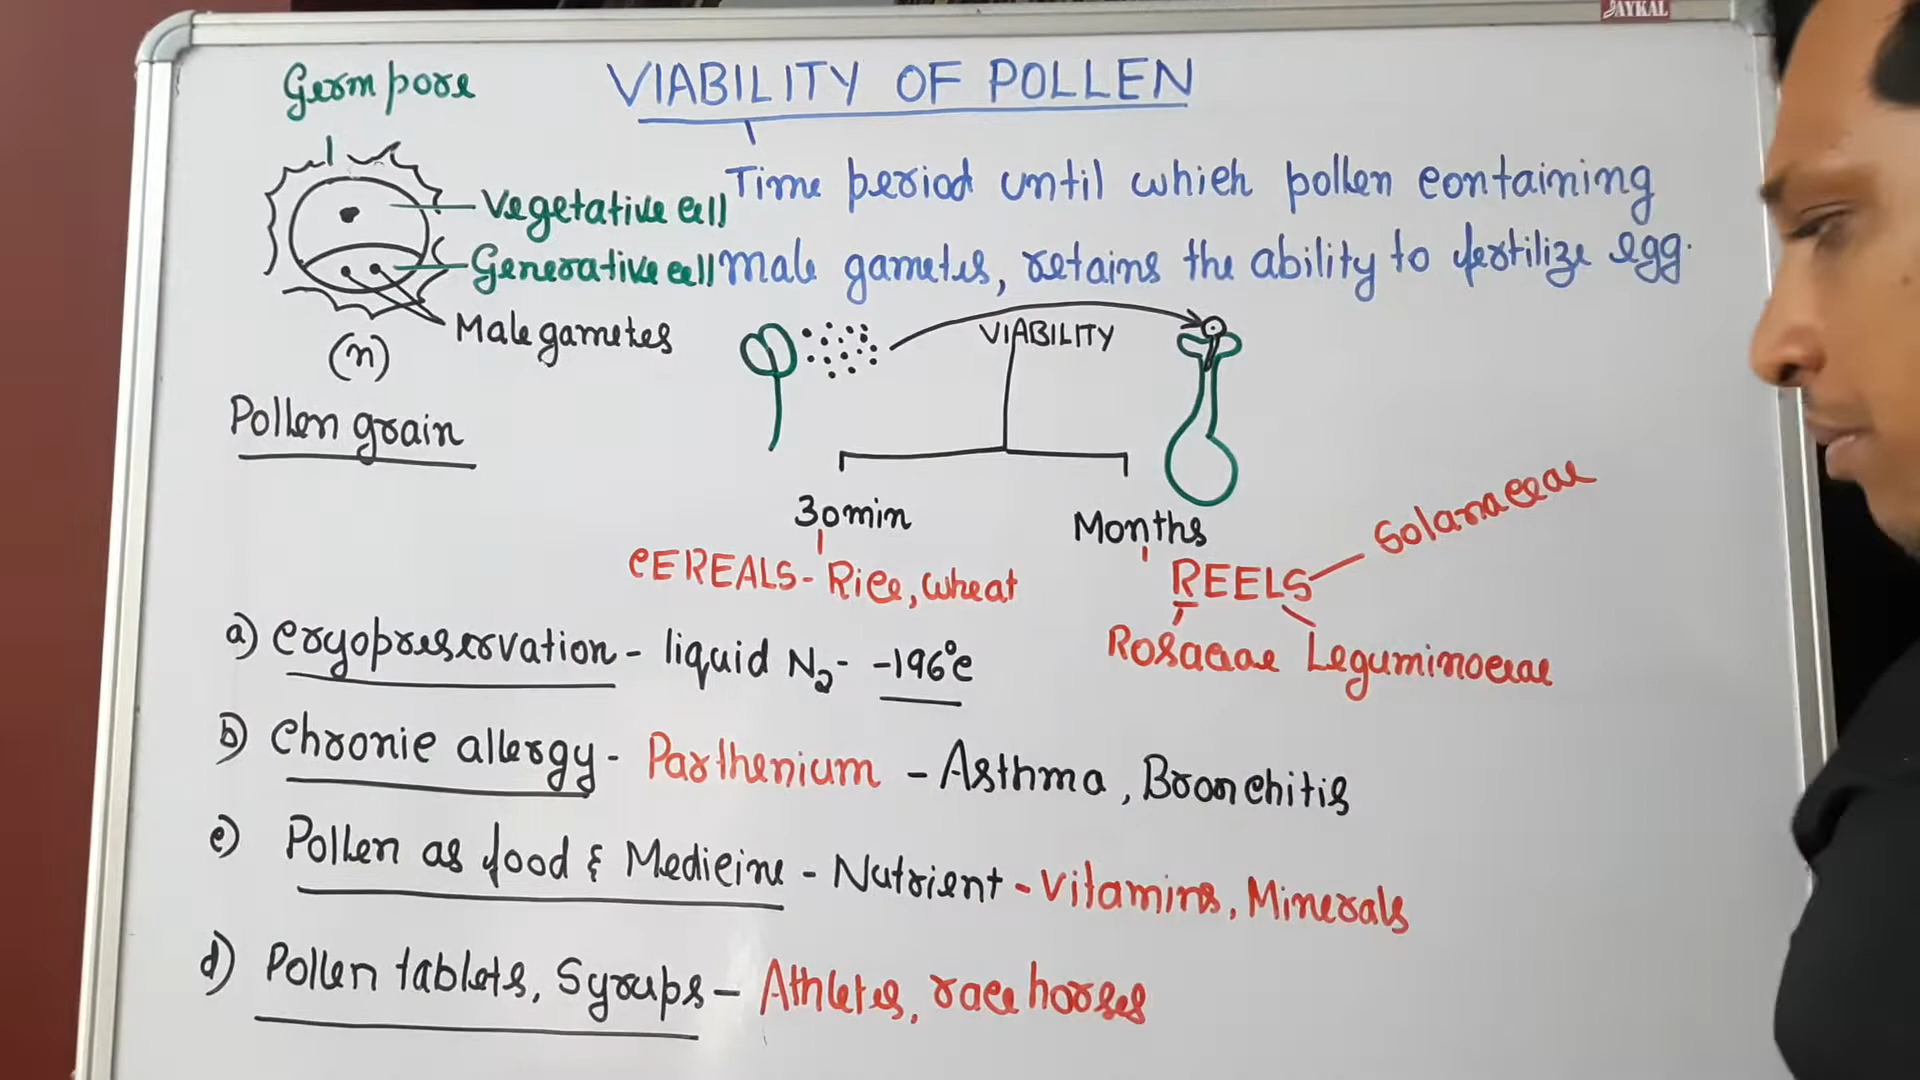 JAYKAL
Germ pore
VIABILITY OF POLLEN
Time period until which pollen containing
male gametes, retains the ability to fertilize egg.
Vegetative cell
Generative cell
Male gametes
(n)
Pollen grain
VIABILITY
30min
Months
CEREALS- Rice, wheat
REELS
Solanaceae
Rosaceae
Leguminoceae
a) Cryopreservation - liquid N2- -196°c
b) Chronic allergy - Parthenium - Asthma, Bronchitis
c) Pollen as food & Medicine - Nutrient - Vitamins, Minerals
d) Pollen tablets, Syrups - Athletes, race horses